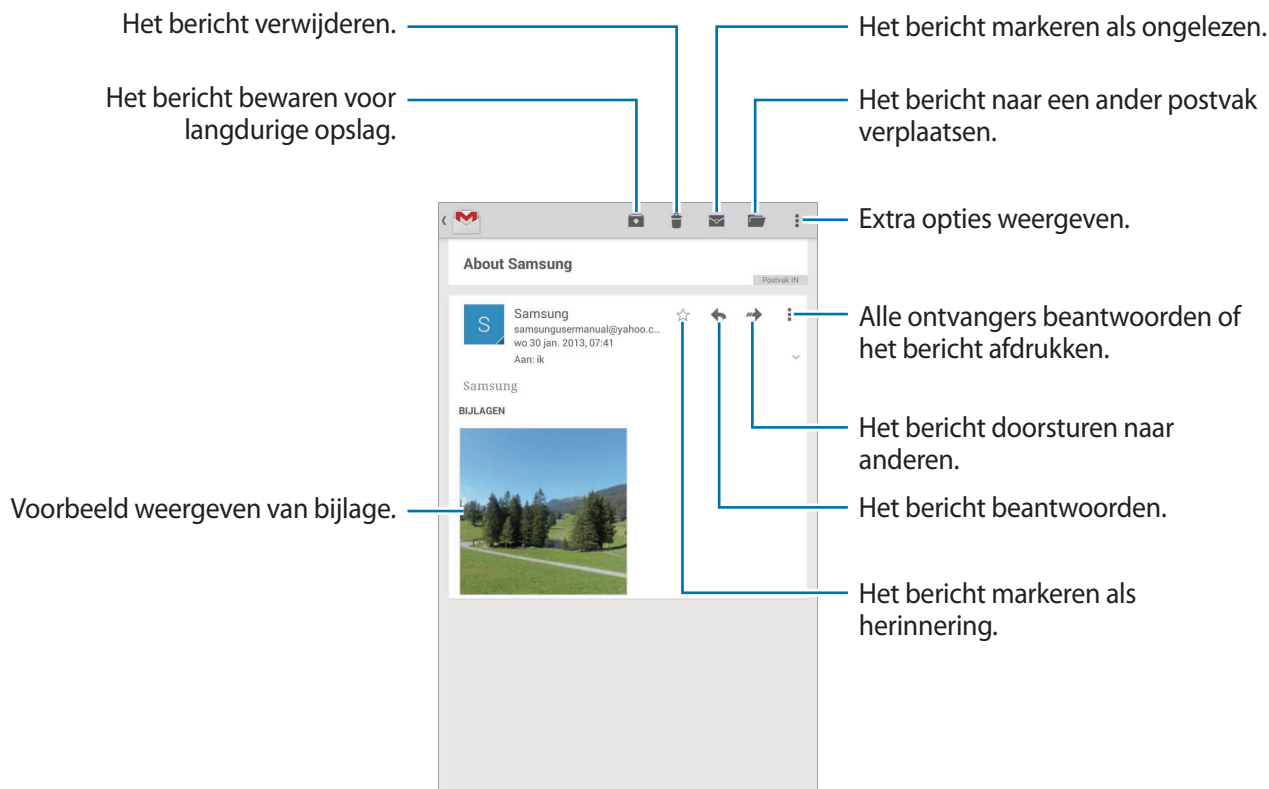 Het bericht verwijderen.
Het bericht bewaren voor
langdurige opslag.
Het bericht markeren als ongelezen.
Het bericht naar een ander postvak
verplaatsen.
Extra opties weergeven.
About Samsung
Postvak IN
S
Samsung
samsungusermanual@yahoo.c...
wo 30 jan. 2013, 07:41
Aan: ik
Samsung
BIJLAGEN
Alle ontvangers beantwoorden of
het bericht afdrukken.
Het bericht doorsturen naar
anderen.
Voorbeeld weergeven van bijlage.
Het bericht beantwoorden.
Het bericht markeren als
herinnering.